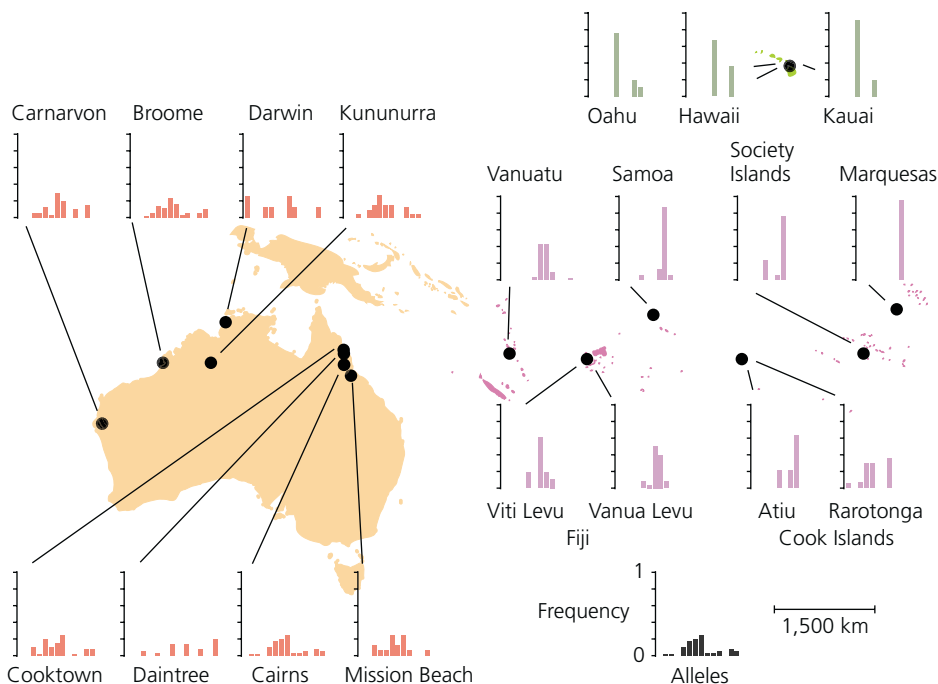 Oahu
Hawaii
Kauai
Carnarvon
Broome
Darwin
Kununurra
Vanuatu
Samoa
Society
Islands
Marquesas
Viti Levu
Vanua Levu
Fiji
Atiu
Rarotonga
Cook Islands
Cooktown
Daintree
Cairns
Mission Beach
1
Frequency
0
Alleles
1,500 km